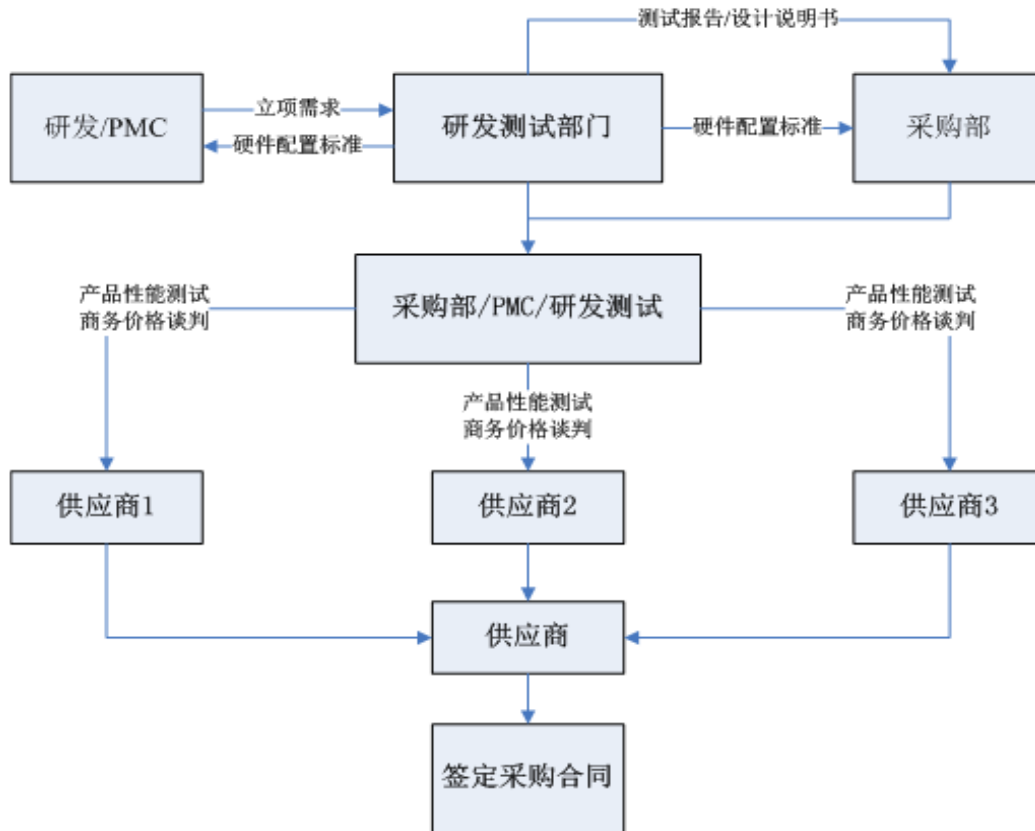 测试报告/设计说明书
研发/PMC
立项需求
硬件配置标准
研发测试部门
硬件配置标准
采购部
采购部/PMC/研发测试
产品性能测试
商务价格谈判
产品性能测试
商务价格谈判
产品性能测试
商务价格谈判
供应商1
供应商2
供应商3
供应商
签定采购合同